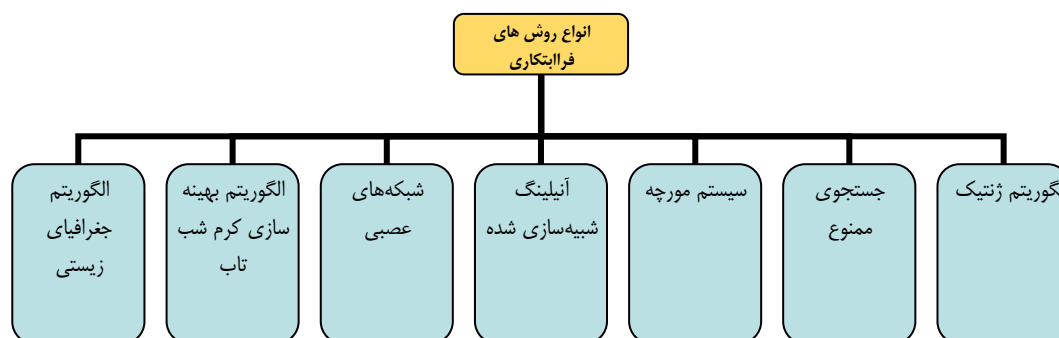 انواع روش های
فراابتکاری
گوریتم ژنتیک
جستجوی
ممنوع
سیستم مورچه
آنیلینگ
شبیه‌سازی شده
شبکه‌های
عصبی
الگوریتم بهینه
سازی کرم شب
تاب
الگوریتم
جغرافیای
زیستی